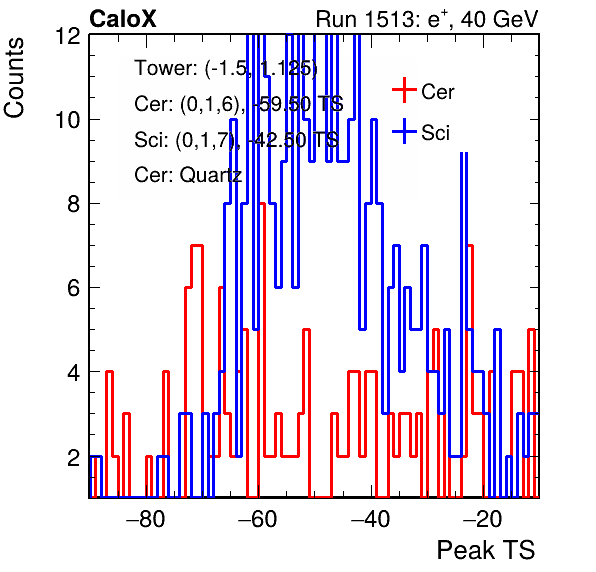 CaloX Run 1513: e+, 40 GeV
Counts
12
10
8
6
4
2
Tower: (-1.5, 1.125)
Cer: (0,1,6), -59.50 TS
Sci: (0,1,7), -42.50 TS
Cer: Quartz
Cer
Sci
−80 −60 −40 −20
Peak TS